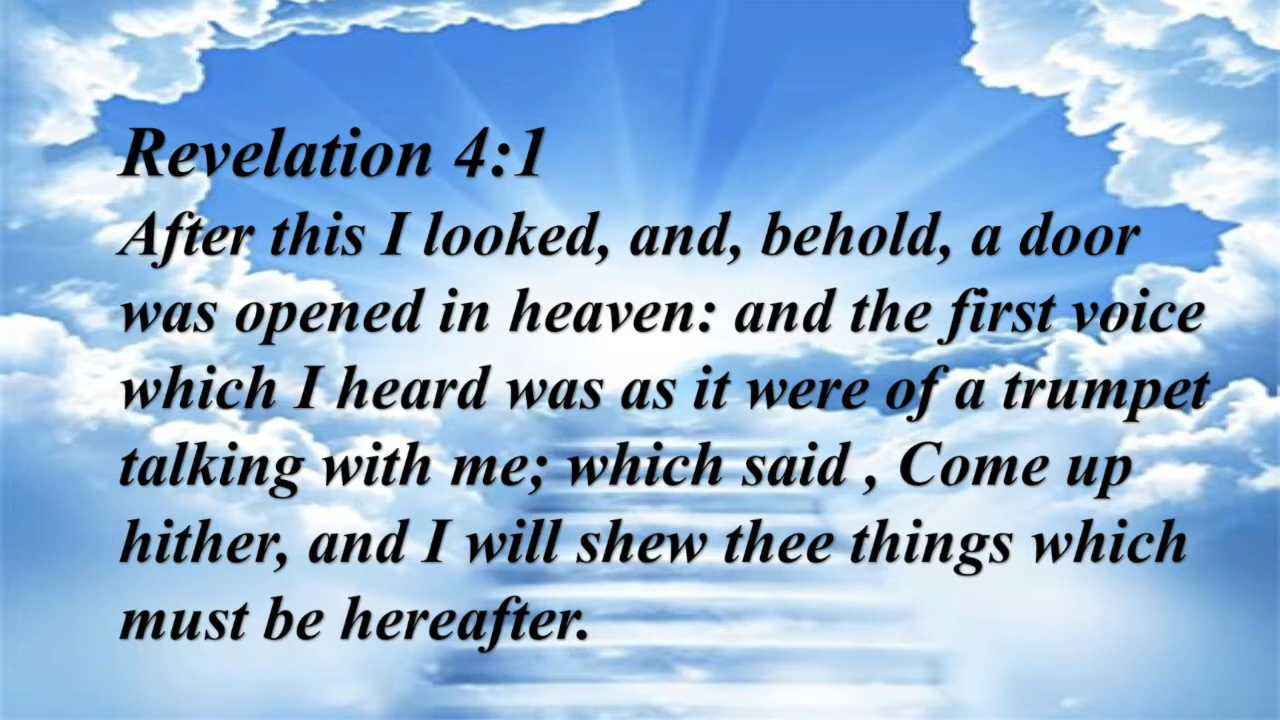 Revelation 4:1
After this I looked, and, behold, a door
was opened in heaven: and the first voice
which I heard was as it were of a trumpet
talking with me; which said , Come up
hither, and I will shew thee things which
must be hereafter.